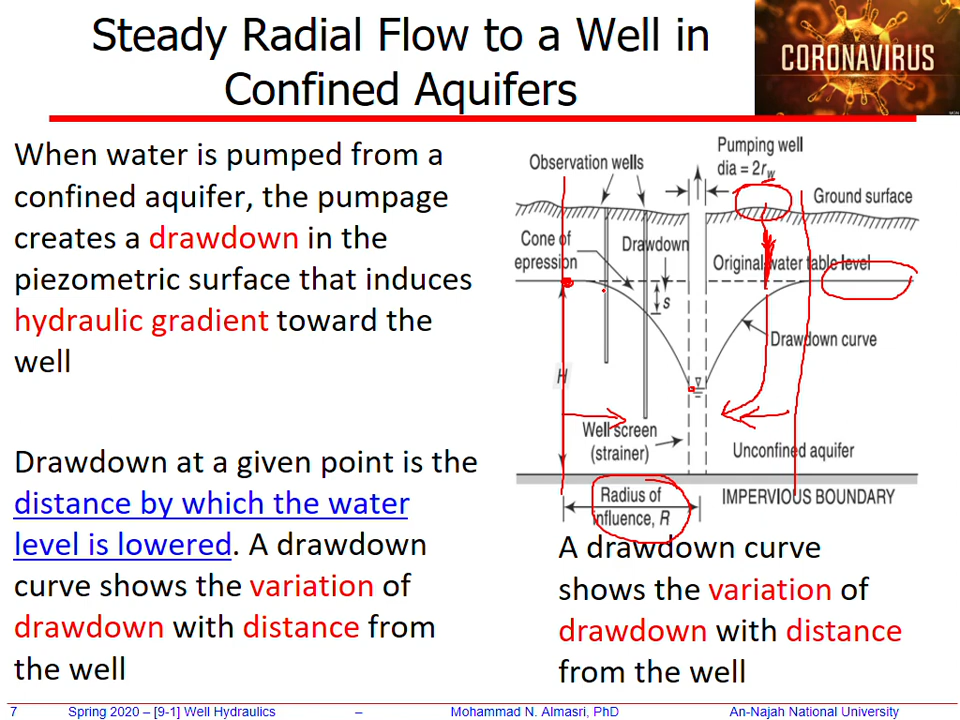 Steady Radial Flow to a Well in
Confined Aquifers
CORONAVIRUS
When water is pumped from a
confined aquifer, the pumpage
creates a drawdown in the
piezometric surface that induces
hydraulic gradient toward the
well
Drawdown at a given point is the
distance by which the water
level is lowered. A drawdown
curve shows the variation of
drawdown with distance from
the well
Observation wells
Pumping well
dia = 2rw
Ground surface
Cone of
epression
Drawdown
Original water table level
s
Drawdown curve
H
Well screen
(strainer)
Unconfined aquifer
Radius of
influence, R
IMPERVIOUS BOUNDARY
A drawdown curve
shows the variation of
drawdown with distance
from the well
7 Spring 2020 – [9-1] Well Hydraulics – Mohammad N. Almasri, PhD An-Najah National University